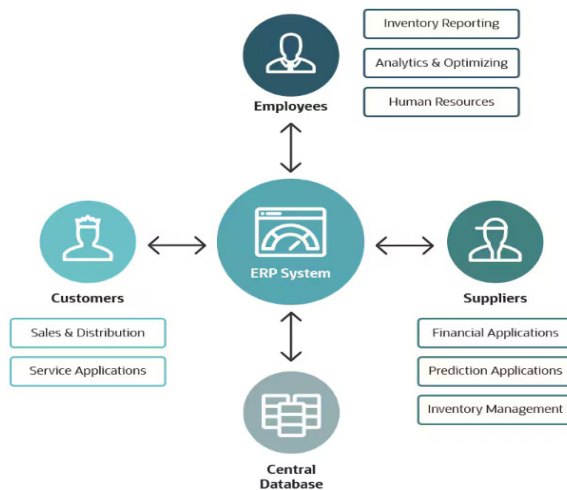 Inventory Reporting
Analytics & Optimizing
Human Resources
Employees
ERP System
Customers
Sales & Distribution
Service Applications
Suppliers
Financial Applications
Prediction Applications
Inventory Management
Central
Database